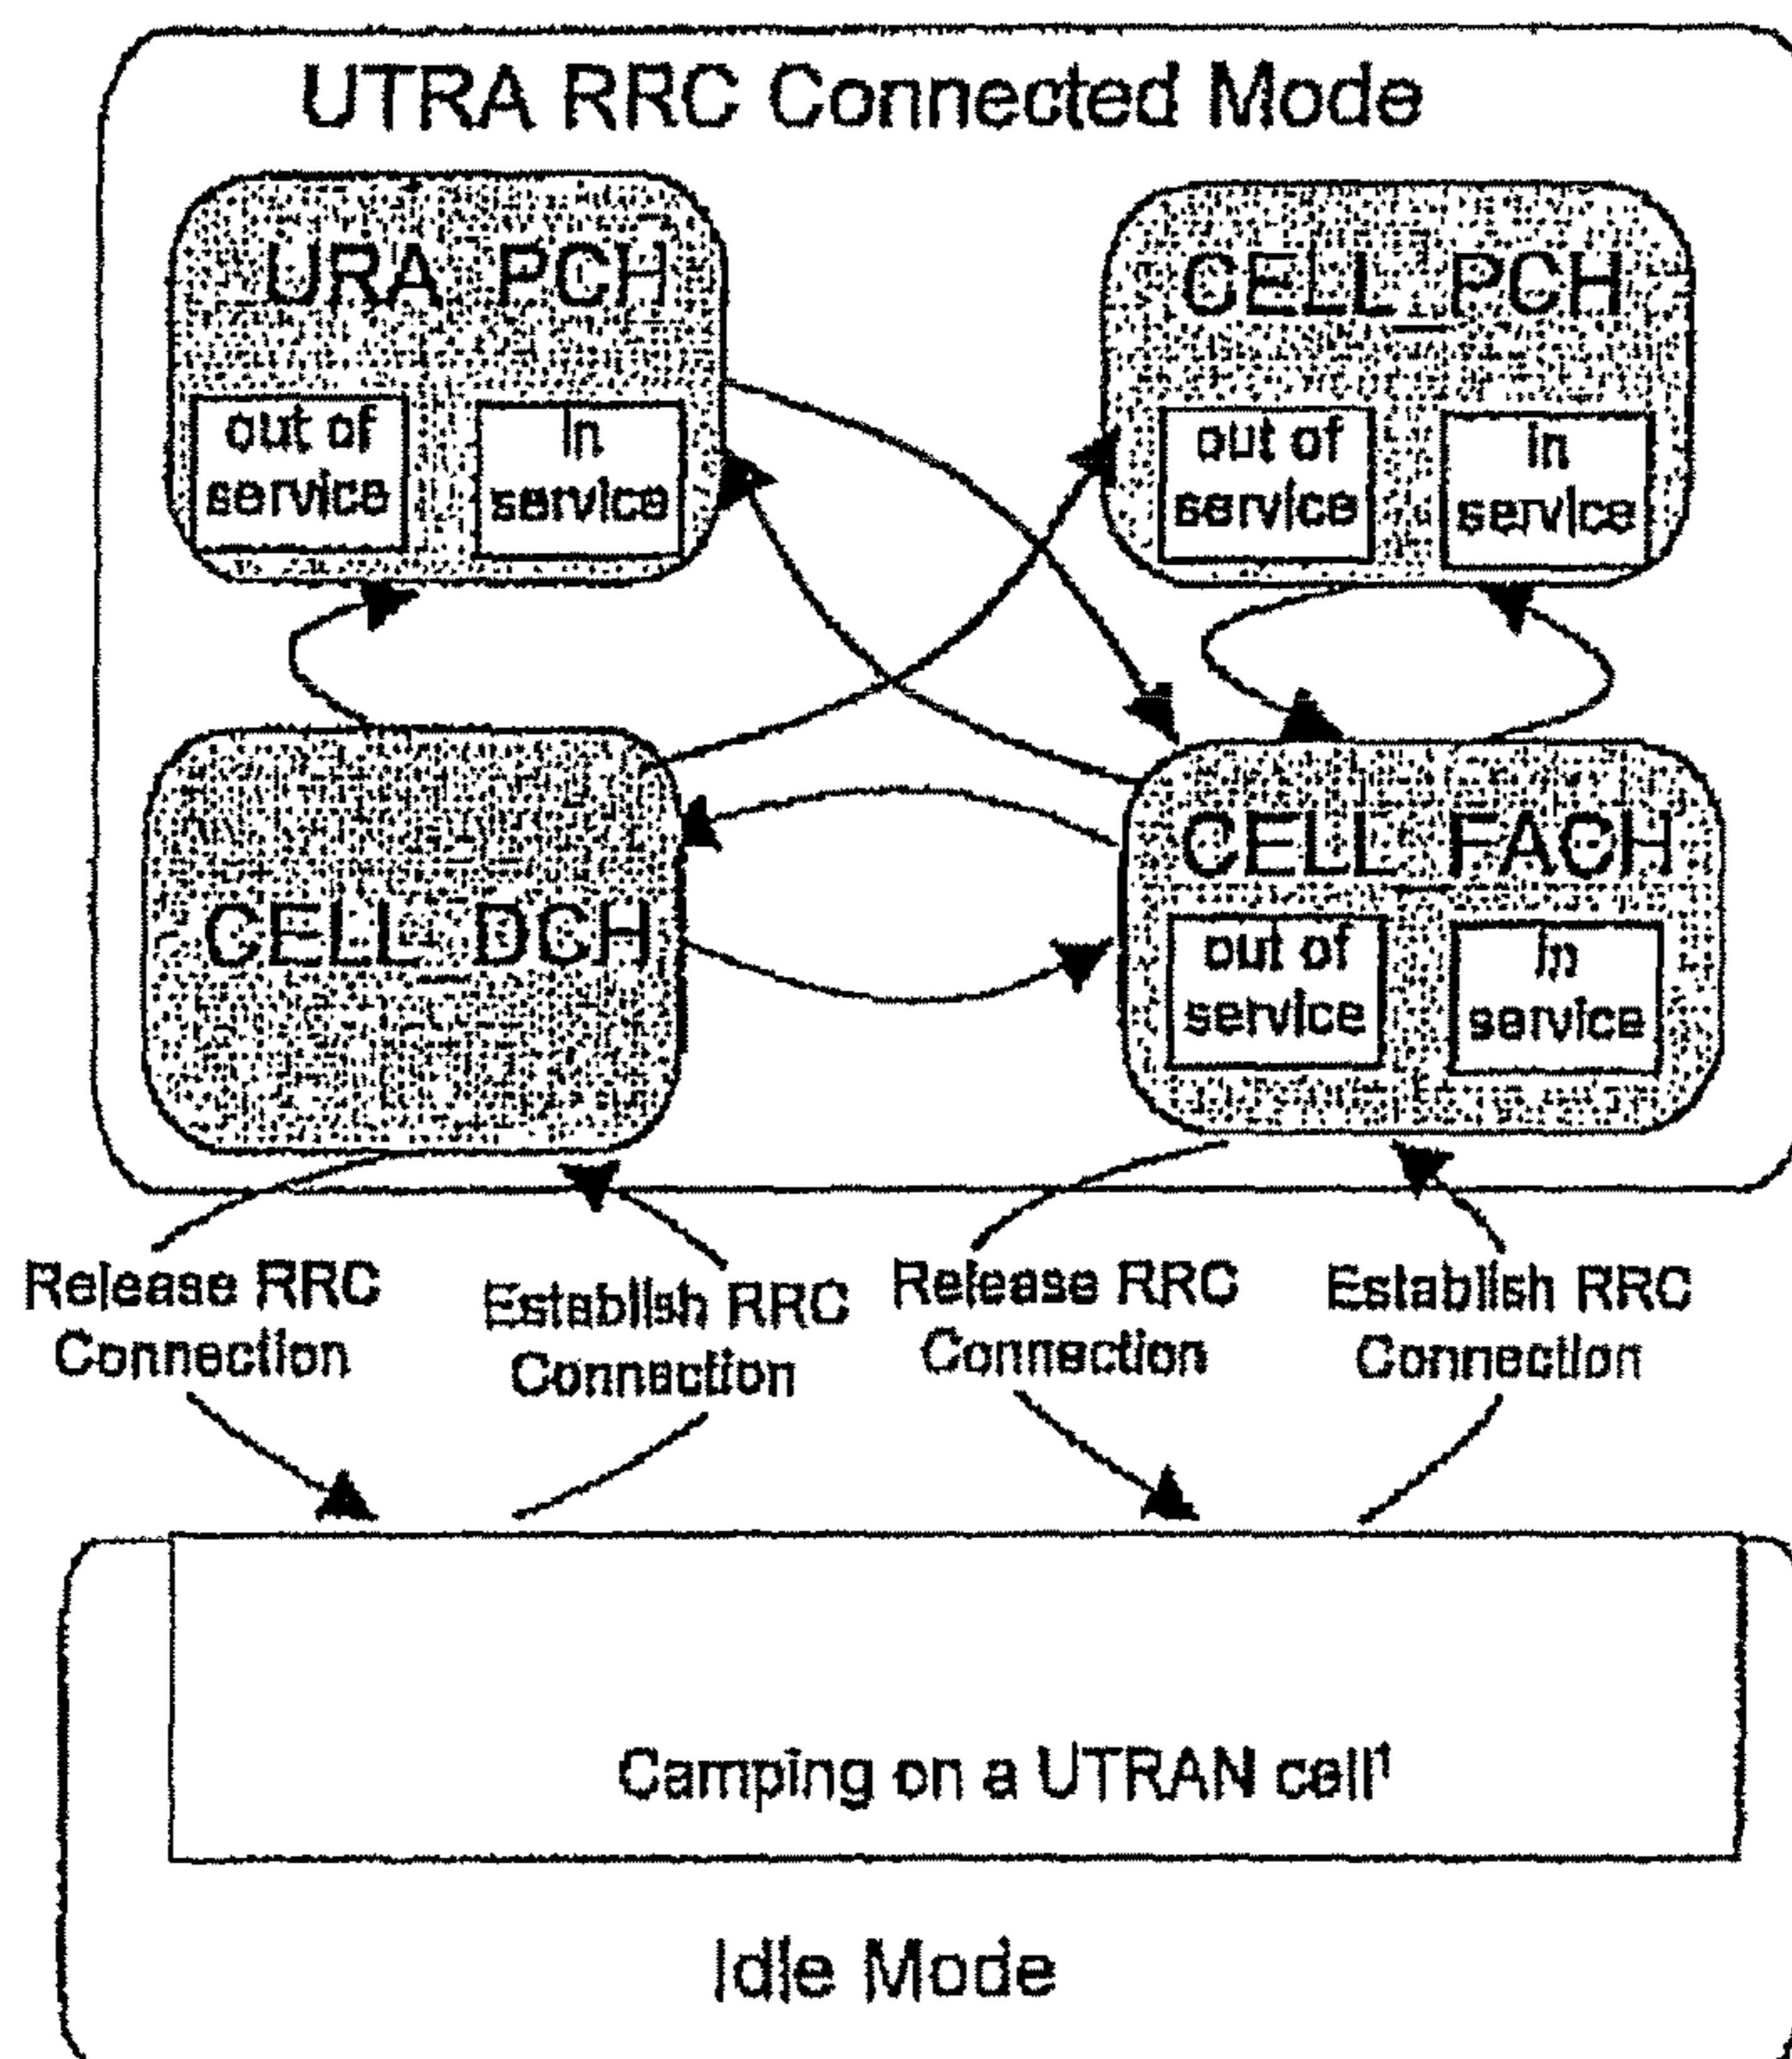 UTRA RRC Connected Mode
URA_PCH
out of
service
In
service
CELL_PCH
out of
service
In
service
CELL_DCH
CELL_FACH
out of
service
In
service
Release RRC
Connection
Establish RRC
Connection
Release RRC
Connection
Establish RRC
Connection
Camping on a UTRAN cell¹
Idle Mode